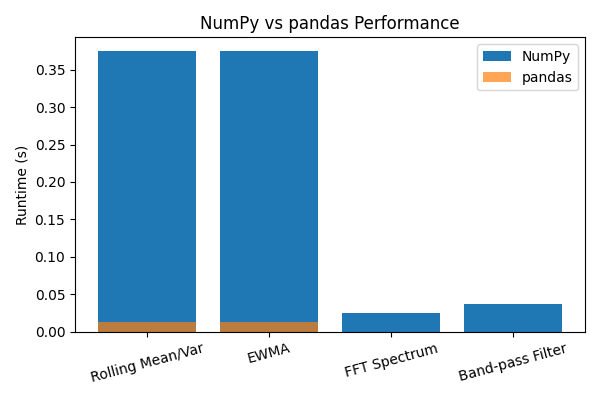 NumPy vs pandas Performance
NumPy
pandas
Runtime (s)
0.35
0.30
0.25
0.20
0.15
0.10
0.05
0.00
Rolling Mean/Var
EWMA
FFT Spectrum
Band-pass Filter